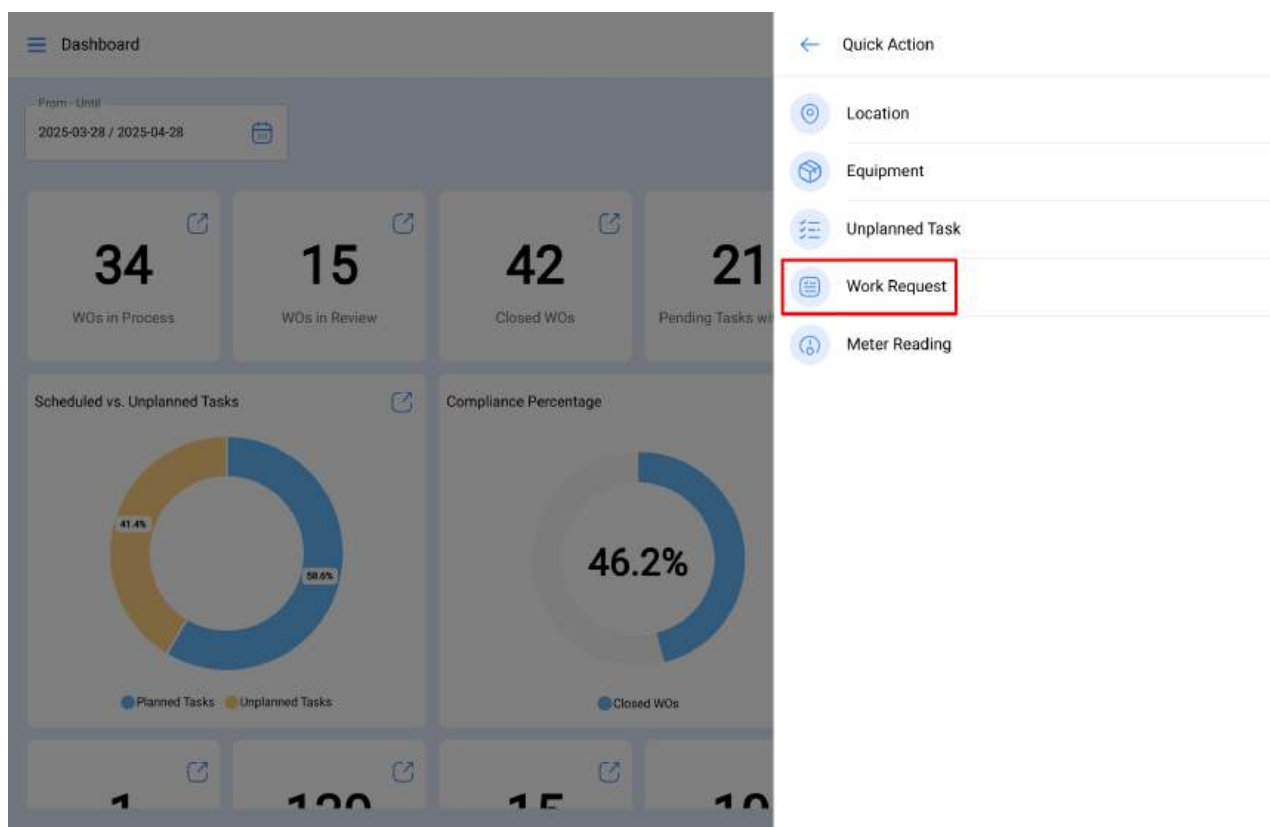 Dashboard
From - Until
2025-03-28 / 2025-04-28
34
15
42
21
WOs in Process
WOs in Review
Closed WOs
Pending Tasks
Scheduled vs. Unplanned Tasks
41.4%
58.6%
Planned Tasks
Unplanned Tasks
Compliance Percentage
46.2%
Closed WOs
1
15
Quick Action
Location
Equipment
Unplanned Task
Work Request
Meter Reading